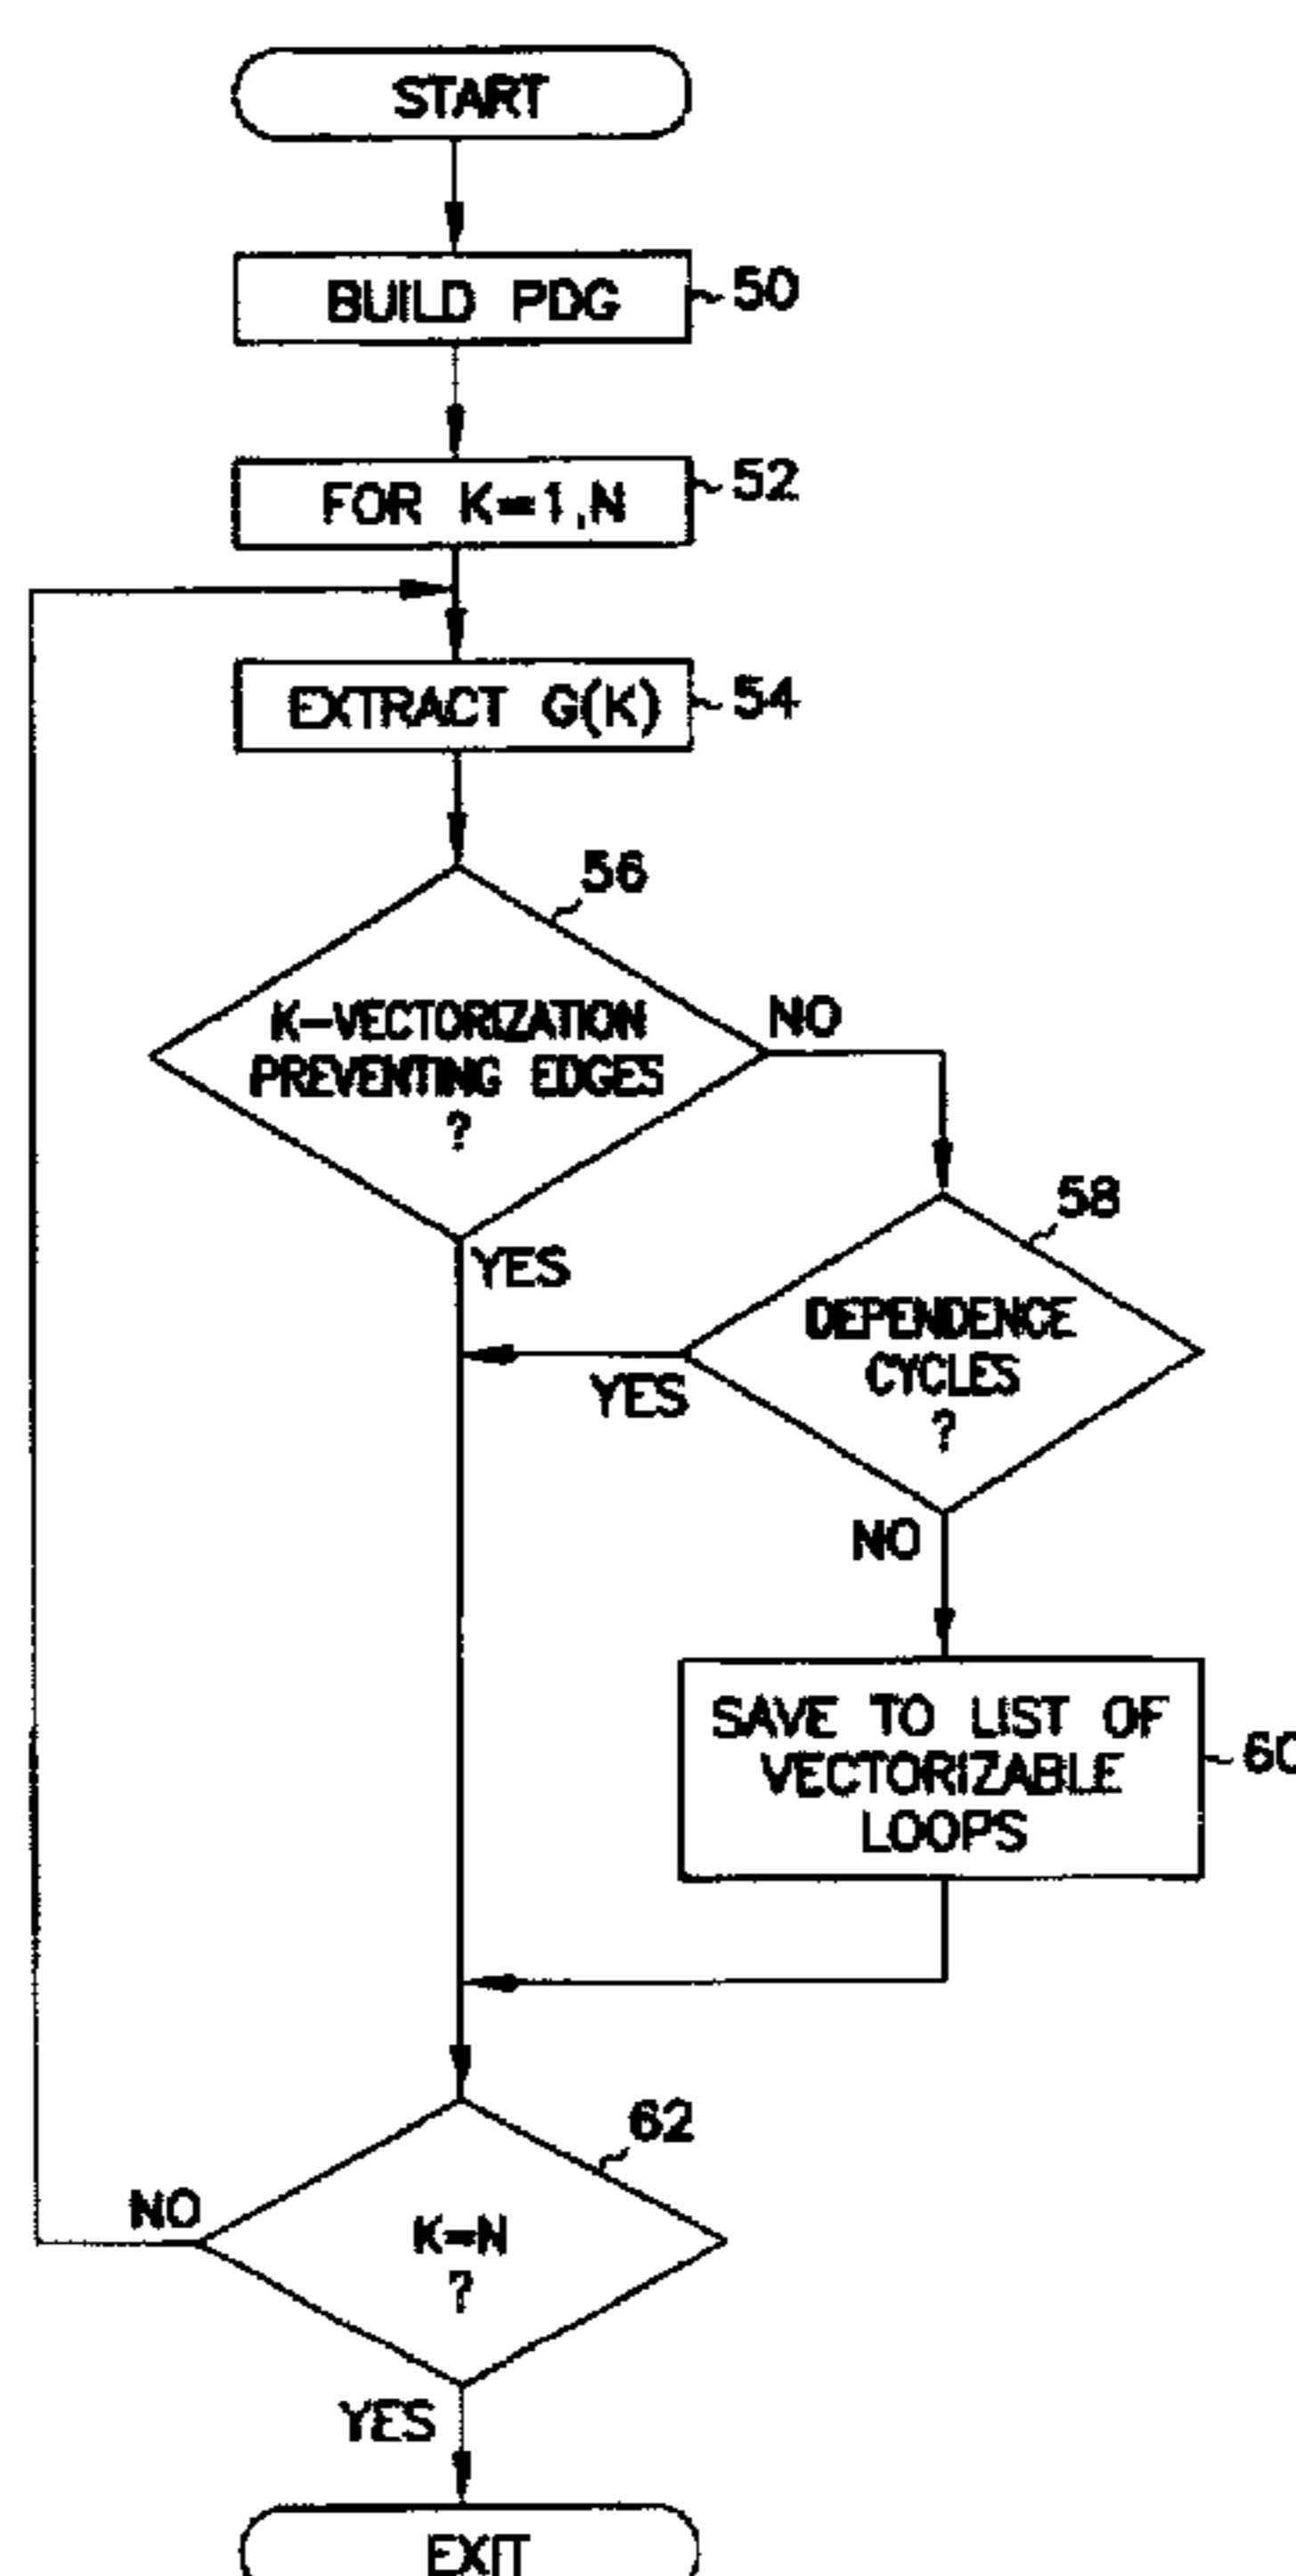 START
BUILD PDG
50
FOR K=1,N
52
EXTRACT G(K)
54
56
K-VECTORIZATION
PREVENTING EDGES
?
NO
YES
58
DEPENDENCE
CYCLES
?
YES
NO
SAVE TO LIST OF
VECTORIZABLE
LOOPS
60
62
K=N
?
NO
YES
EXIT